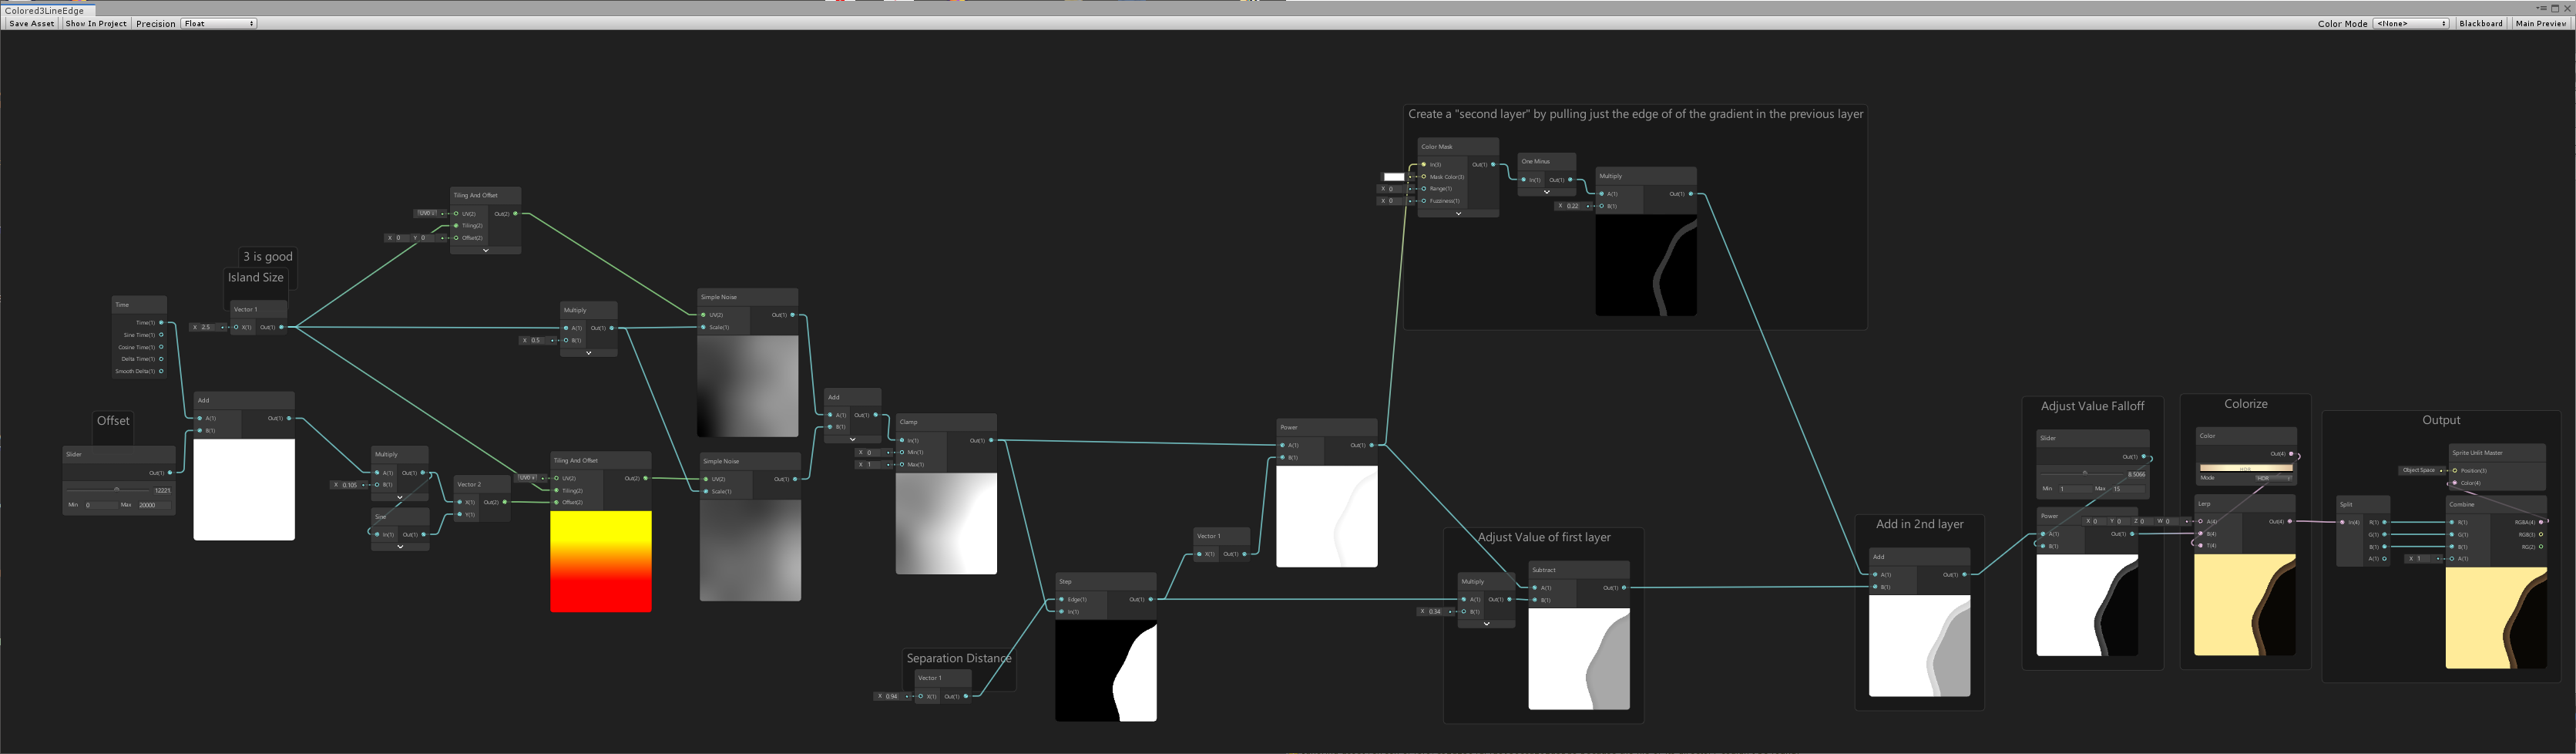 Colored3LineEdge
Save Asset Show In Project Precision Float Color Mode <None> Blackboard Main Preview
Create a "second layer" by pulling just the edge of of the gradient in the previous layer
Color Mask
In(3) Out(1)
Mask Color(3)
X 0 Range(1)
X 0 Fuzziness(1)
One Minus
In(1) Out(1)
Multiply
A(1) Out(1)
X 0.22 B(1)
Tiling And Offset
UV0 UV(2) Out(2)
Tiling(2)
X 0 Y 0 Offset(2)
3 is good
Island Size
Vector 1
X 2.5 X(1) Out(1)
Time
Time(1)
Sine Time(1)
Cosine Time(1)
Delta Time(1)
Smooth Delta(1)
Multiply
A(1) Out(1)
X 0.5 B(1)
Simple Noise
UV(2) Out(1)
Scale(1)
Add
A(1) Out(1)
B(1)
Offset
Slider
Out(1)
12221
Min 0 Max 20000
Multiply
A(1) Out(1)
X 0.105 B(1)
Sine
In(1) Out(1)
Vector 2
X(1) Out(2)
Y(1)
Tiling And Offset
UV0 UV(2) Out(2)
Tiling(2)
Offset(2)
Simple Noise
UV(2) Out(1)
Scale(1)
Add
A(1) Out(1)
B(1)
Clamp
In(1) Out(1)
X 0 Min(1)
X 1 Max(1)
Separation Distance
Vector 1
X 0.94 X(1) Out(1)
Step
Edge(1) Out(1)
In(1)
Vector 1
X(1) Out(1)
Power
A(1) Out(1)
B(1)
Adjust Value of first layer
Multiply
A(1) Out(1)
X 0.34 B(1)
Subtract
A(1) Out(1)
B(1)
Add in 2nd layer
Add
A(1) Out(1)
B(1)
Adjust Value Falloff
Slider
Out(1)
8.5066
Min 1 Max 15
Power
A(1) Out(1)
B(1)
Colorize
Color
Out(4)
HDR
Mode HDR
Lerp
X 0 Y 0 Z 0 W 0 A(4) Out(4)
B(4)
T(4)
Output
Sprite Unlit Master
Object Space Position(3)
Color(4)
Split
In(4) R(1)
G(1)
B(1)
A(1)
Combine
R(1) RGBA(4)
G(1) RGB(3)
B(1) RG(2)
X 1 A(1)